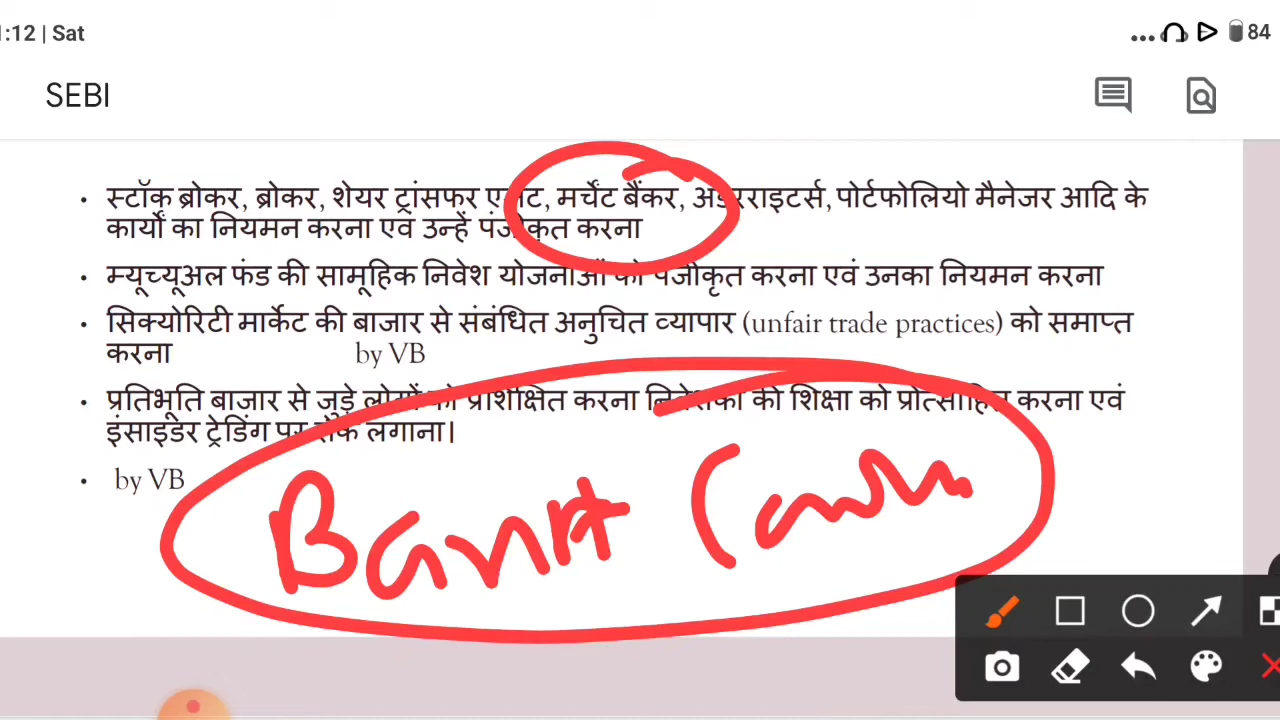 1:12 | Sat
84
SEBI
• स्टॉक ब्रोकर, ब्रोकर, शेयर ट्रांसफर एजेंट, मर्चेंट बैंकर, अंडरराइटर्स, पोर्टफोलियो मैनेजर आदि के
कार्यों का नियमन करना एवं उन्हें पंजीकृत करना
• म्यूच्यूअल फंड की सामूहिक निवेश योजनाओं को पंजीकृत करना एवं उनका नियमन करना
• सिक्योरिटी मार्केट की बाजार से संबंधित अनुचित व्यापार (unfair trade practices) को समाप्त
करना by VB
• प्रतिभूति बाजार से जुड़े लोगों को प्रशिक्षित करना निवेशकों की शिक्षा को प्रोत्साहित करना एवं
इंसाइडर ट्रेडिंग पर रोक लगाना।
• by VB